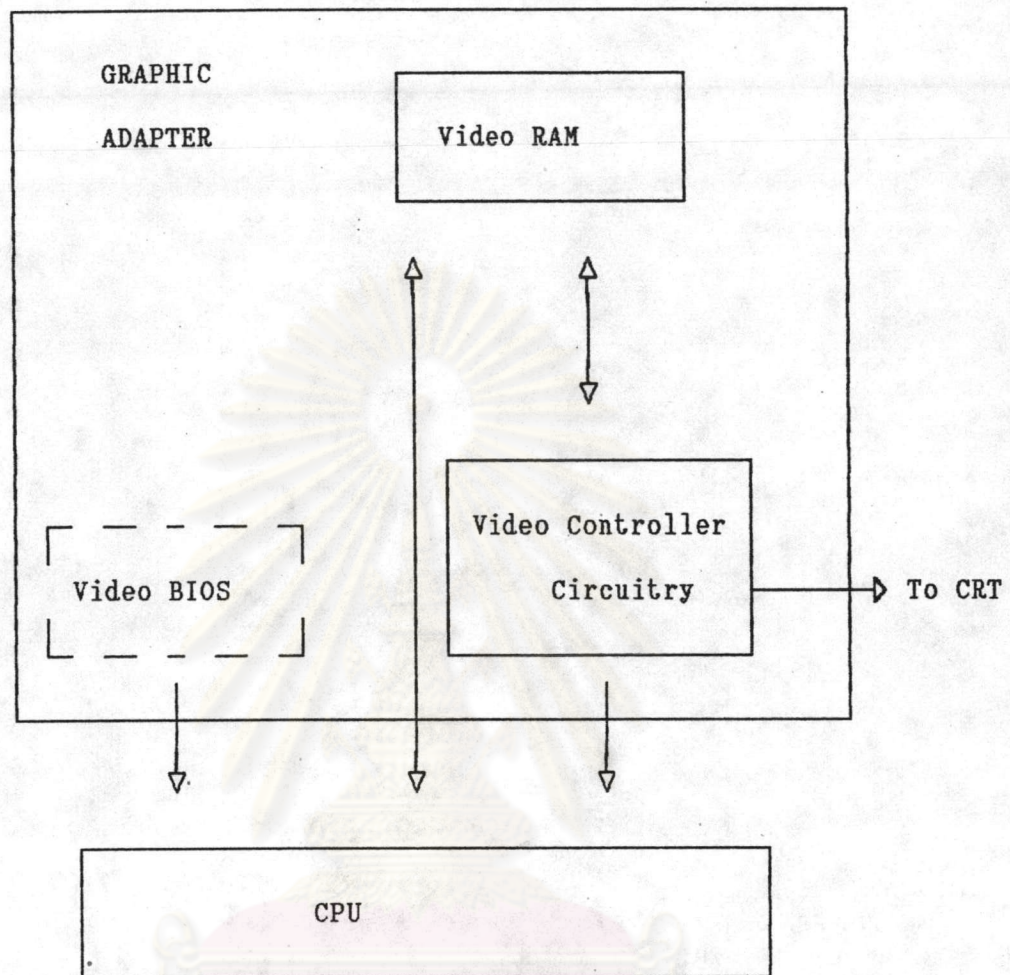 GRAPHIC
ADAPTER
Video RAM
Video Controller
Circuitry
Video BIOS
To CRT
CPU